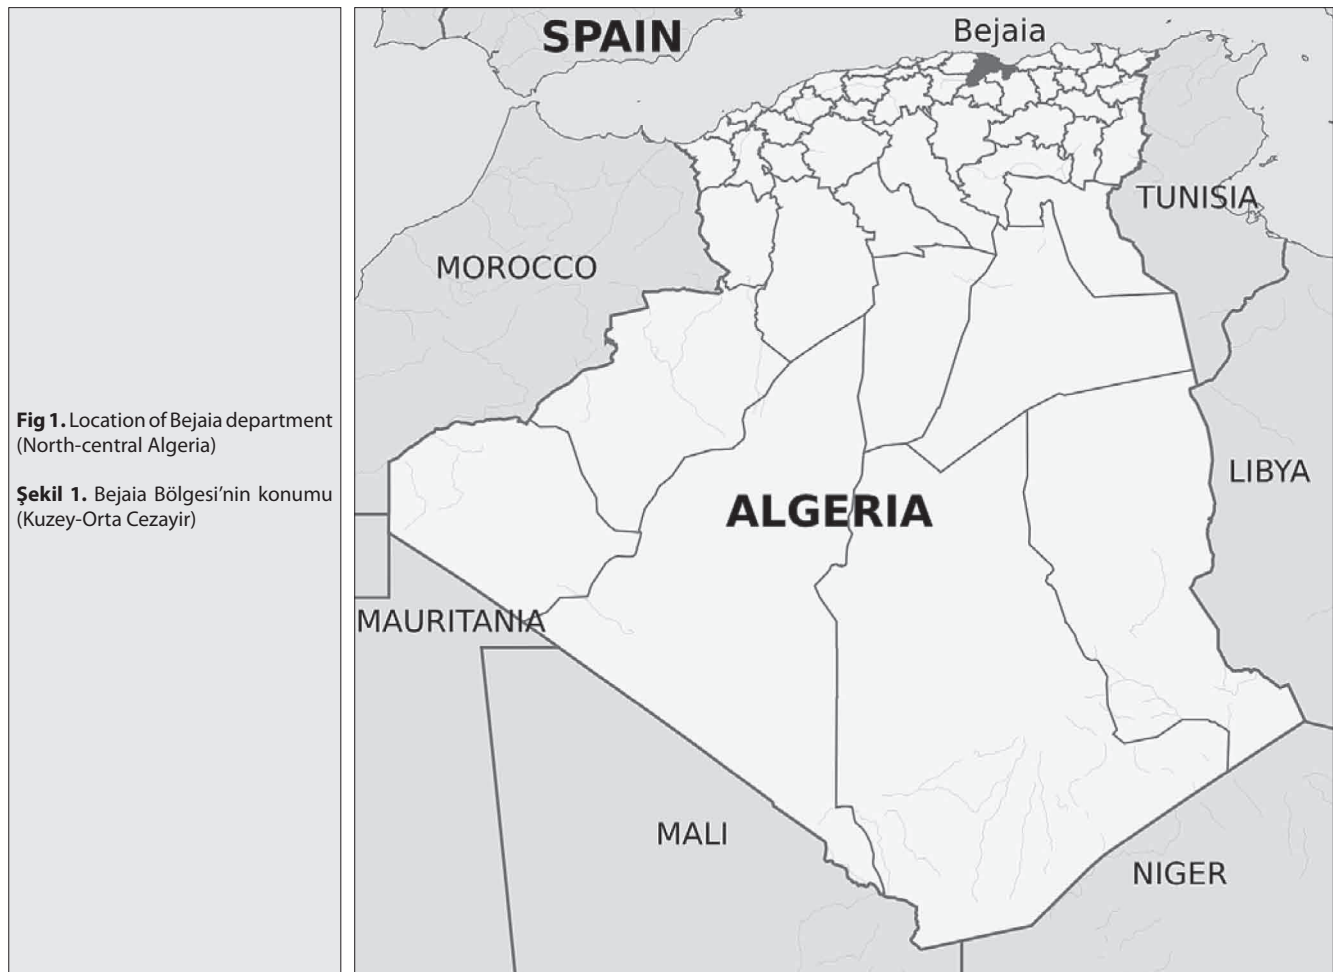 Fig 1. Location of Bejaia department
(North-central Algeria)
Şekil 1. Bejaia Bölgesi'nin konumu
(Kuzey-Orta Cezayir)
SPAIN
Bejaia
TUNISIA
MOROCCO
LIBYA
ALGERIA
MAURITANIA
MALI
NIGER